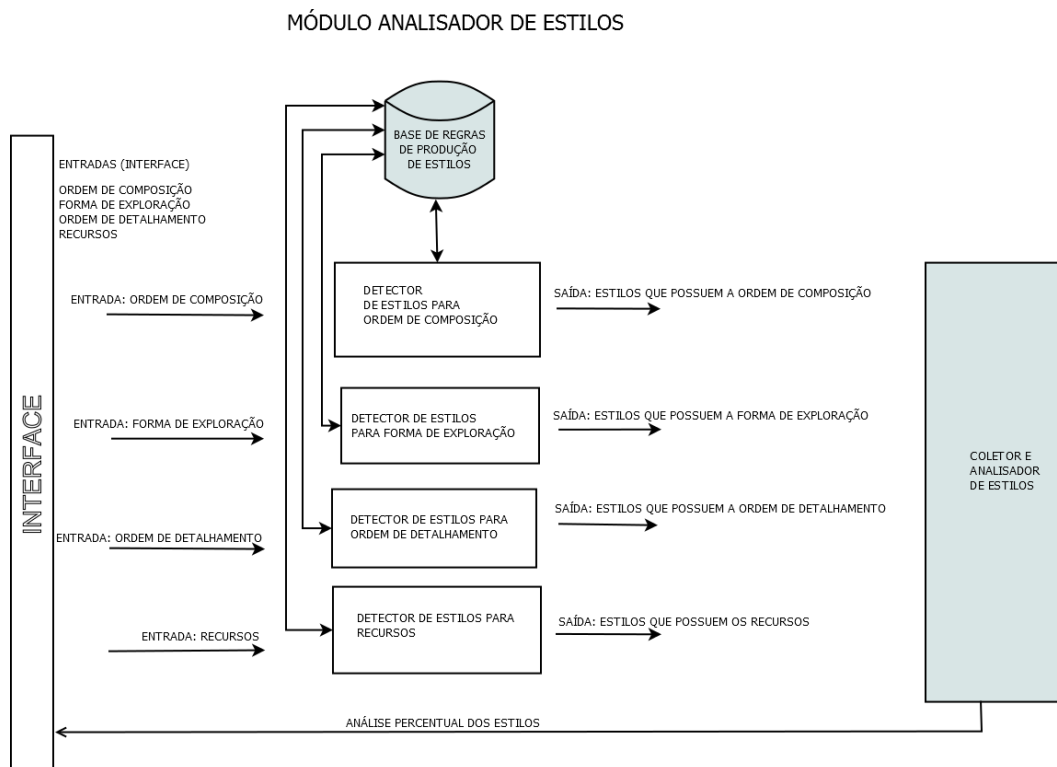 MÓDULO ANALISADOR DE ESTILOS
BASE DE REGRAS
DE PRODUÇÃO
DE ESTILOS
ENTRADAS (INTERFACE)
ORDEM DE COMPOSIÇÃO
FORMA DE EXPLORAÇÃO
ORDEM DE DETALHAMENTO
RECURSOS
INTERFACE
ENTRADA: ORDEM DE COMPOSIÇÃO
DETECTOR
DE ESTILOS PARA
ORDEM DE COMPOSIÇÃO
SAÍDA: ESTILOS QUE POSSUEM A ORDEM DE COMPOSIÇÃO
ENTRADA: FORMA DE EXPLORAÇÃO
DETECTOR DE ESTILOS
PARA FORMA DE EXPLORAÇÃO
SAÍDA: ESTILOS QUE POSSUEM A FORMA DE EXPLORAÇÃO
COLETOR E
ANALISADOR
DE ESTILOS
ENTRADA: ORDEM DE DETALHAMENTO
DETECTOR DE ESTILOS PARA
ORDEM DE DETALHAMENTO
SAÍDA: ESTILOS QUE POSSUEM A ORDEM DE DETALHAMENTO
ENTRADA: RECURSOS
DETECTOR DE ESTILOS PARA
RECURSOS
SAÍDA: ESTILOS QUE POSSUEM OS RECURSOS
ANÁLISE PERCENTUAL DOS ESTILOS